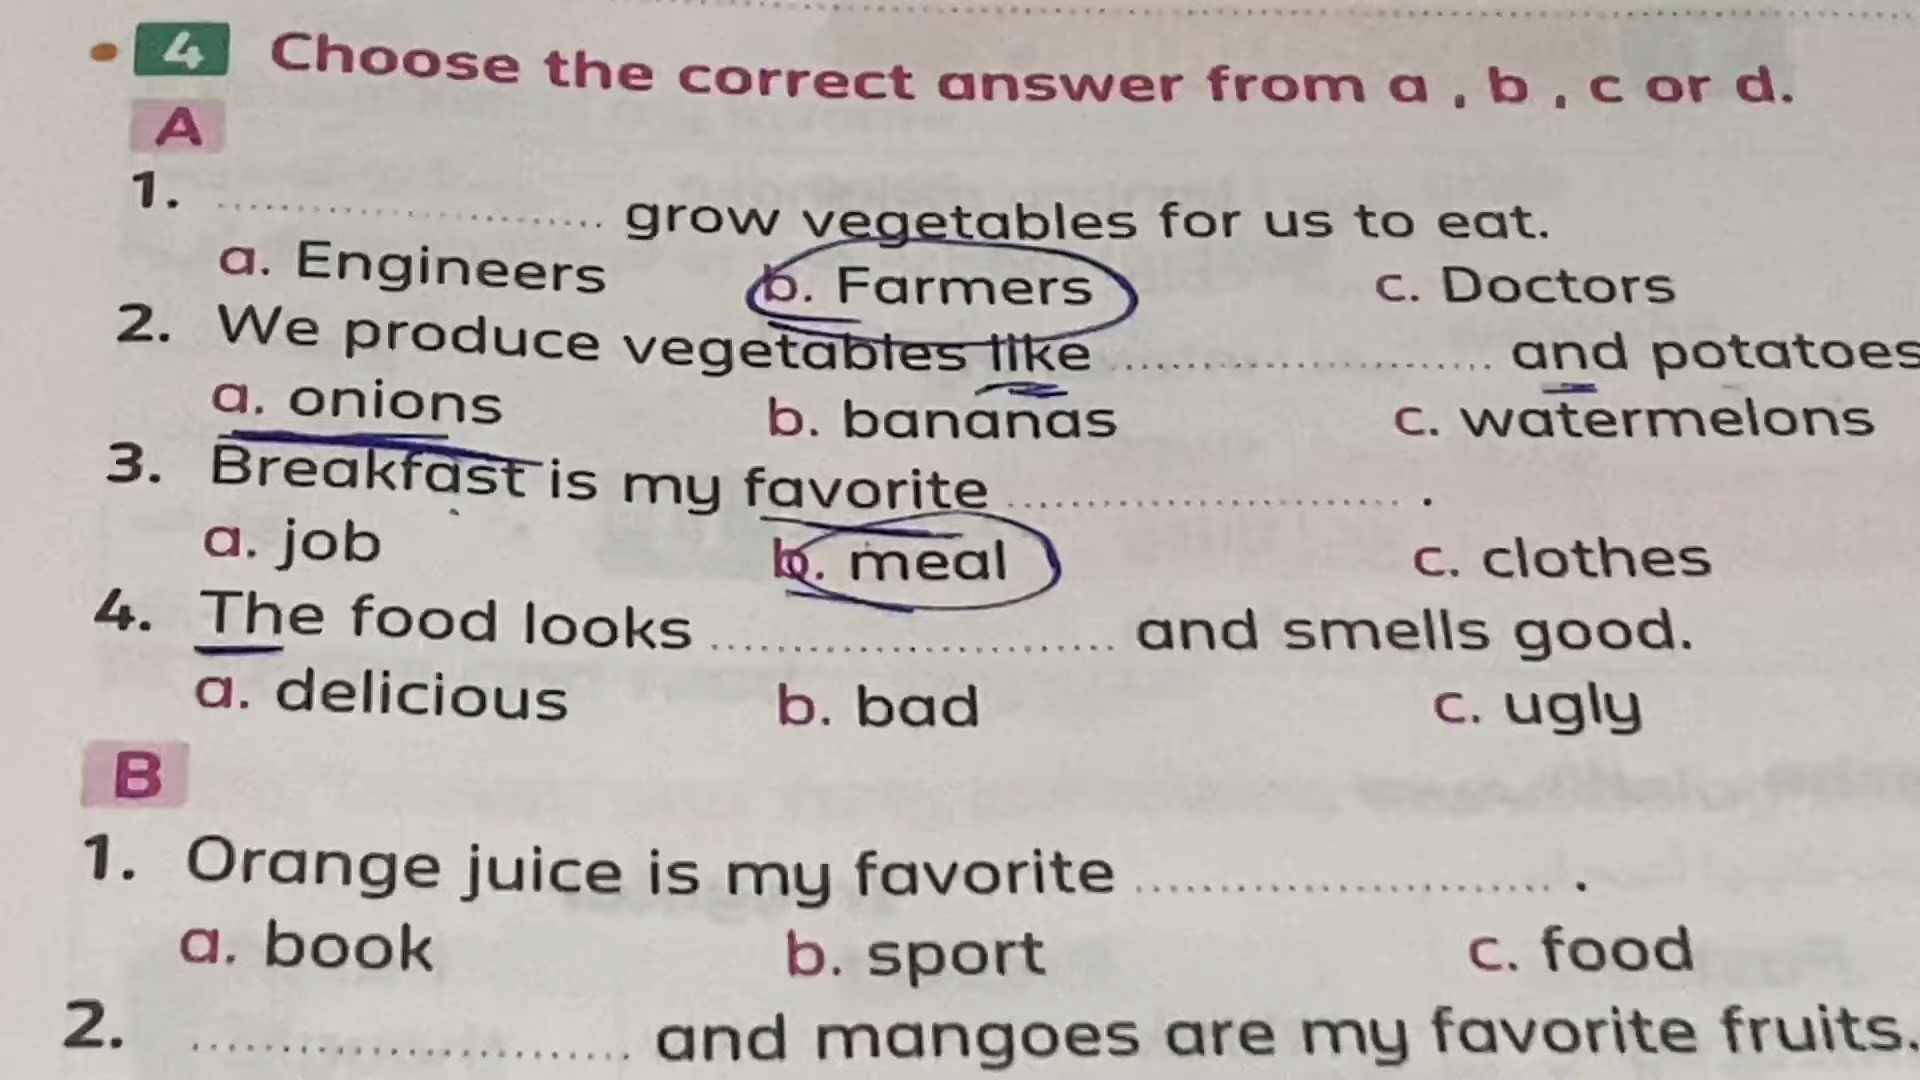 4 Choose the correct answer from a , b , c or d.
A
1. .......................... grow vegetables for us to eat.
a. Engineers b. Farmers c. Doctors
2. We produce vegetables like .......................... and potatoes
a. onions b. bananas c. watermelons
3. Breakfast is my favorite .......................... .
a. job b. meal c. clothes
4. The food looks .......................... and smells good.
a. delicious b. bad c. ugly
B
1. Orange juice is my favorite .......................... .
a. book b. sport c. food
2. .......................... and mangoes are my favorite fruits.